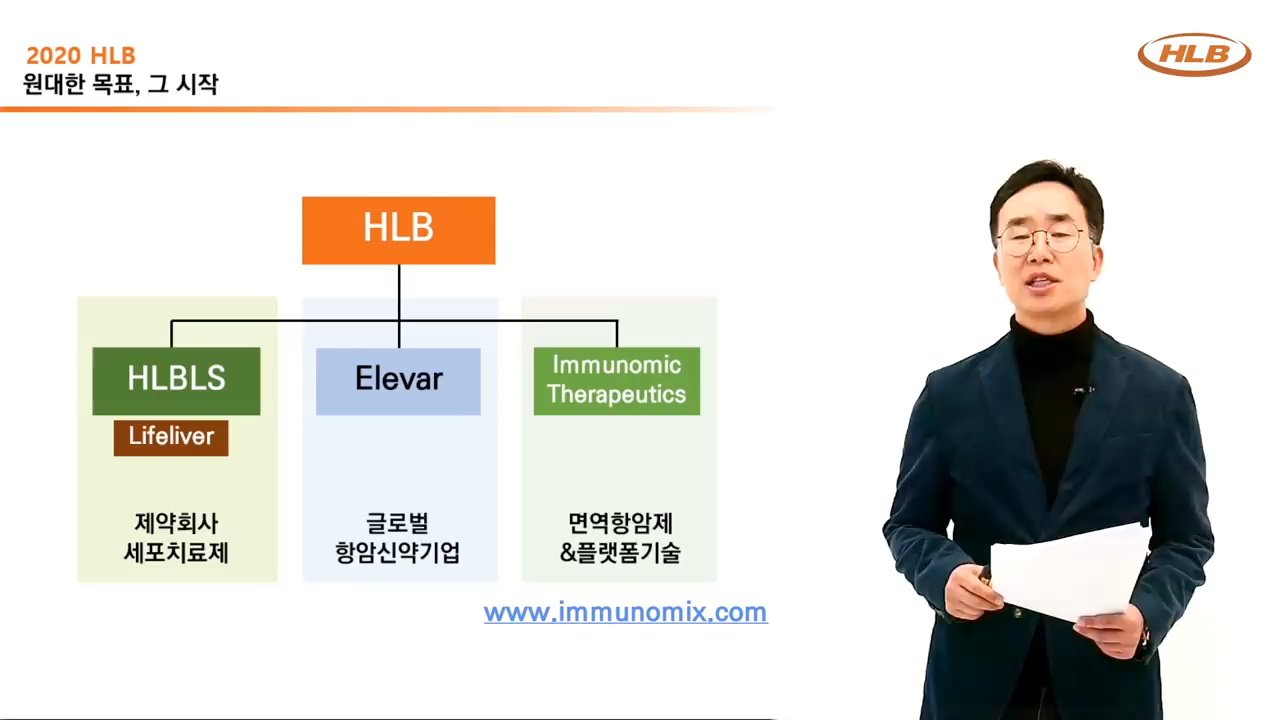 2020 HLB
원대한 목표, 그 시작
HLB
HLB
HLBLS
Lifeliver
제약회사
세포치료제
Elevar
글로벌
항암신약기업
Immunomic
Therapeutics
면역항암제
&플랫폼기술
www.immunomix.com